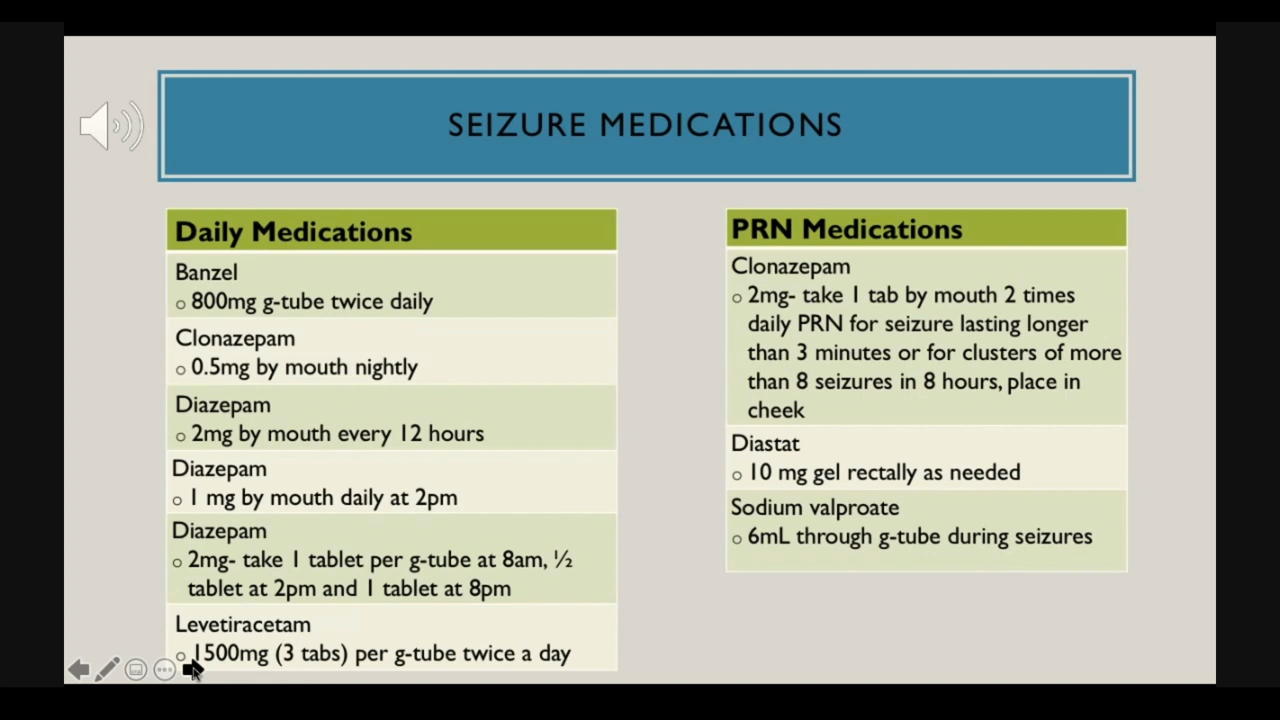 SEIZURE MEDICATIONS
Daily Medications
Banzel
o 800mg g-tube twice daily
Clonazepam
o 0.5mg by mouth nightly
Diazepam
o 2mg by mouth every 12 hours
Diazepam
o 1 mg by mouth daily at 2pm
Diazepam
o 2mg- take 1 tablet per g-tube at 8am, ½
tablet at 2pm and 1 tablet at 8pm
Levetiracetam
o 1500mg (3 tabs) per g-tube twice a day
PRN Medications
Clonazepam
o 2mg- take 1 tab by mouth 2 times
daily PRN for seizure lasting longer
than 3 minutes or for clusters of more
than 8 seizures in 8 hours, place in
cheek
Diastat
o 10 mg gel rectally as needed
Sodium valproate
o 6mL through g-tube during seizures